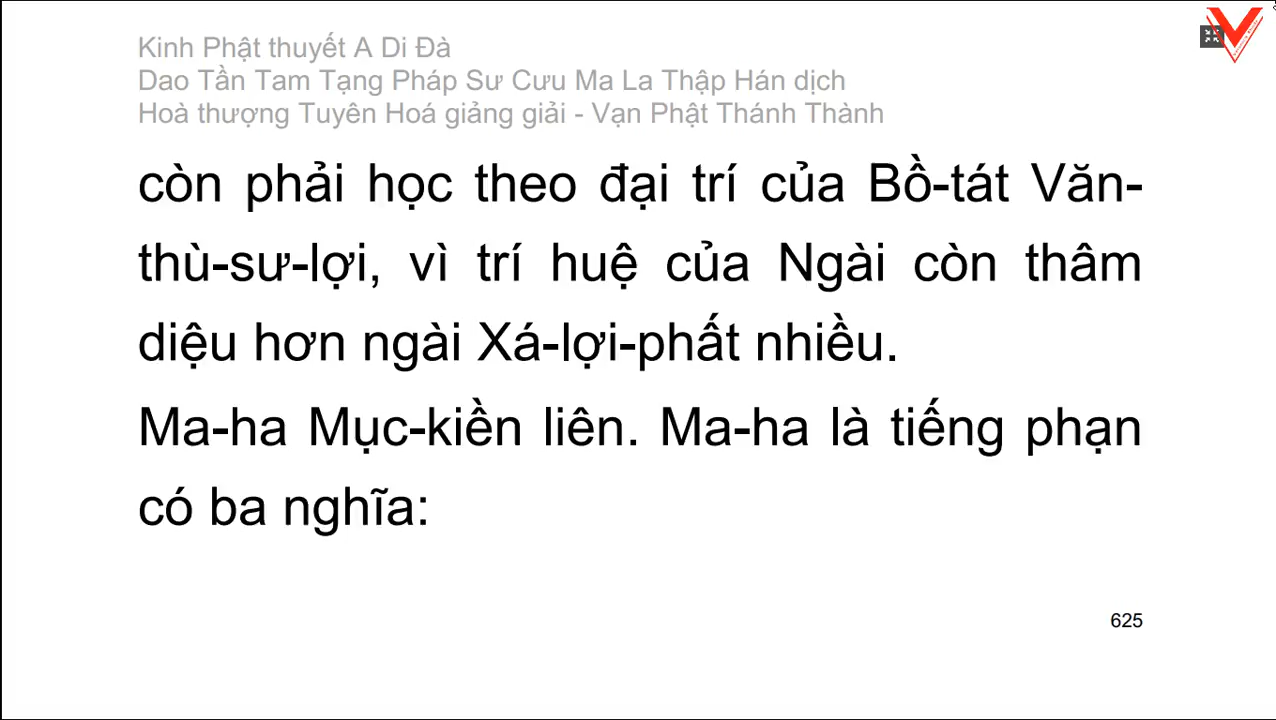 Kinh Phật thuyết A Di Đà
Dao Tần Tam Tạng Pháp Sư Cưu Ma La Thập Hán dịch
Hoà thượng Tuyên Hoá giảng giải - Vạn Phật Thánh Thành
còn phải học theo đại trí của Bồ-tát Văn-
thù-sư-lợi, vì trí huệ của Ngài còn thâm
diệu hơn ngài Xá-lợi-phất nhiều.
Ma-ha Mục-kiền liên. Ma-ha là tiếng phạn
có ba nghĩa:
625